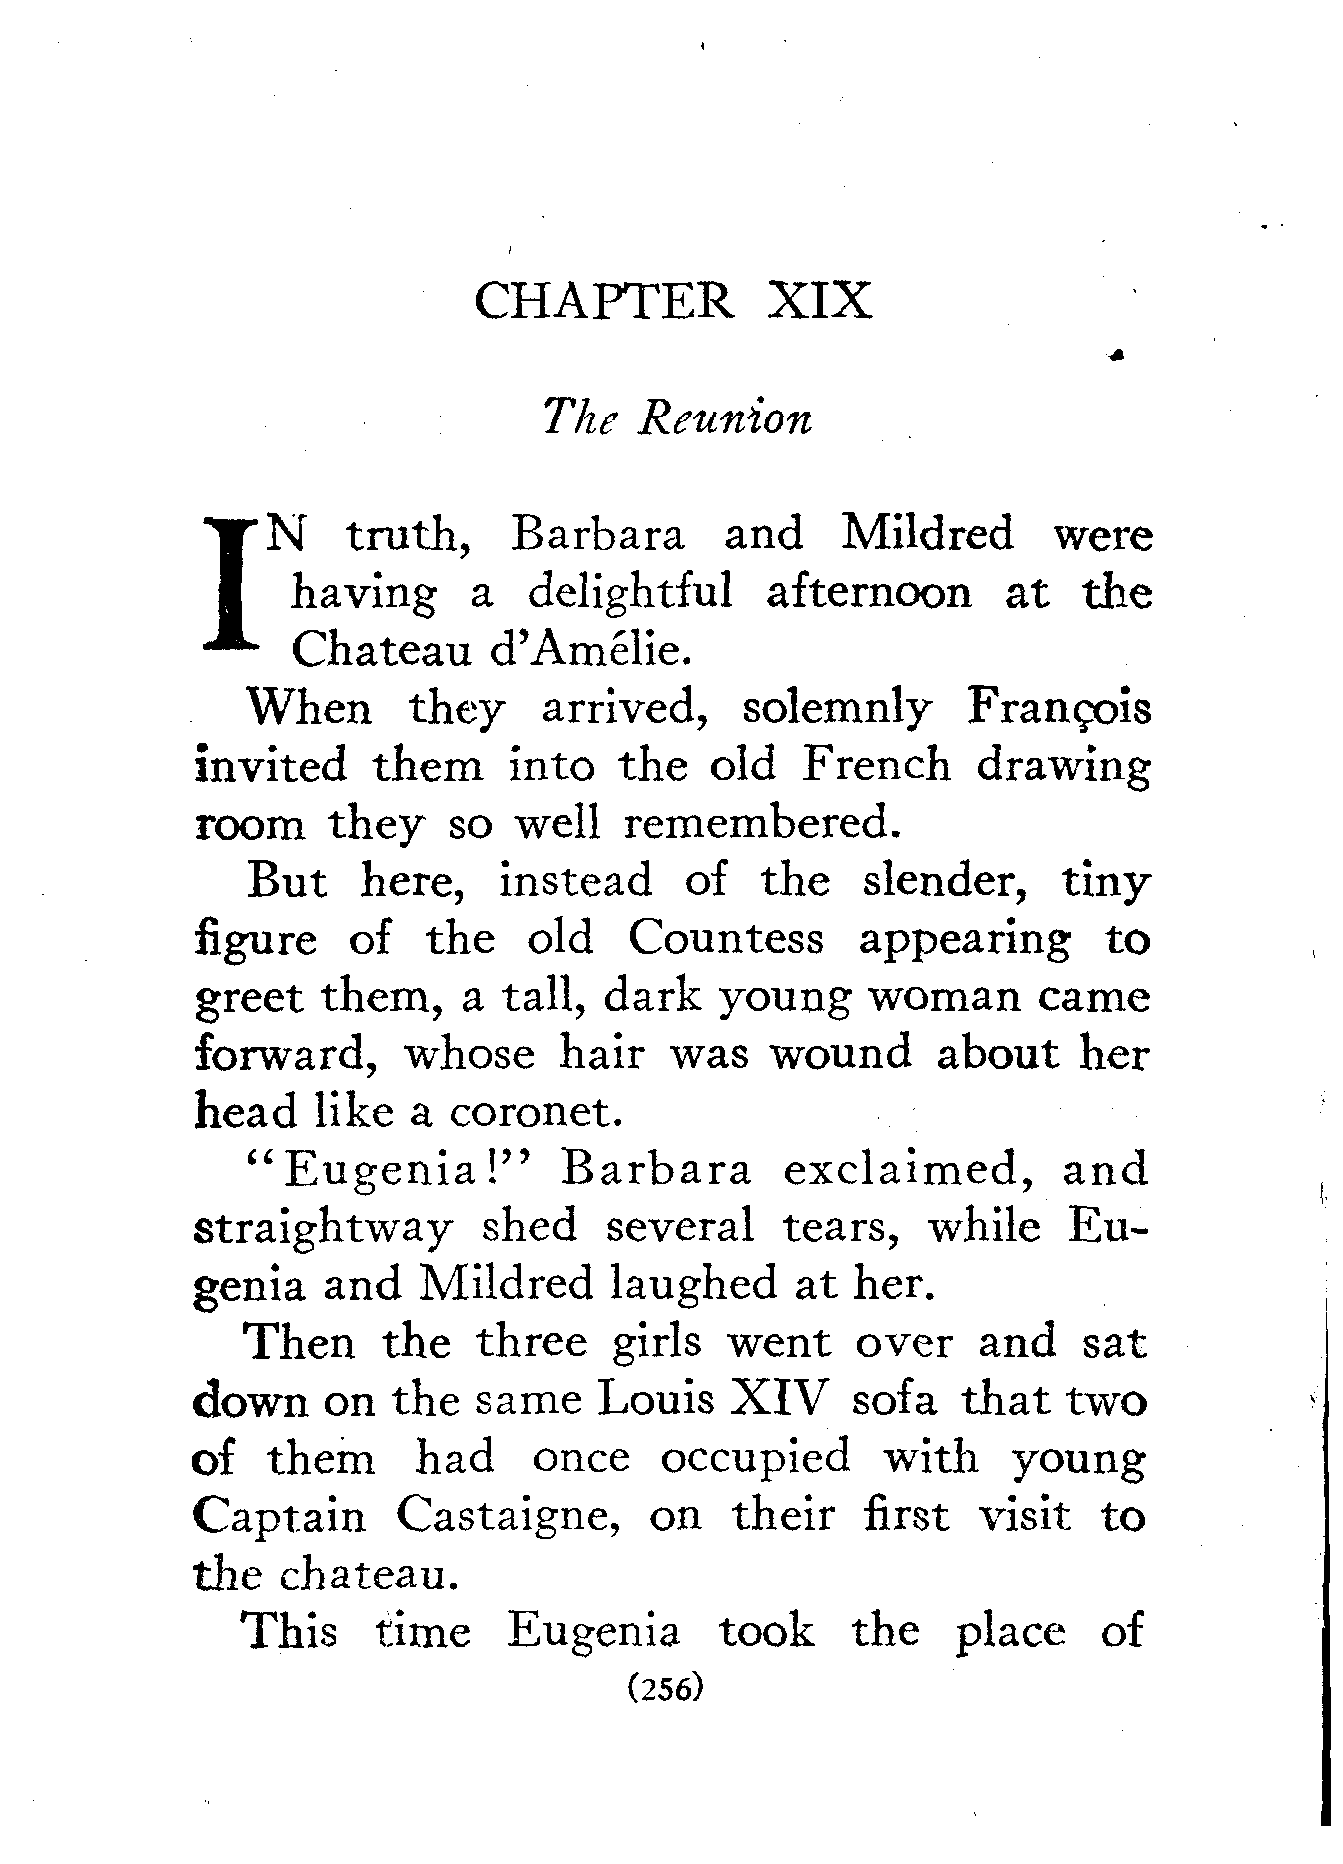 CHAPTER XIX
The Reunion
IN truth, Barbara and Mildred were
having a delightful afternoon at the
Chateau d'Amélie.
When they arrived, solemnly François
invited them into the old French drawing
room they so well remembered.
But here, instead of the slender, tiny
figure of the old Countess appearing to
greet them, a tall, dark young woman came
forward, whose hair was wound about her
head like a coronet.
"Eugenia!" Barbara exclaimed, and
straightway shed several tears, while Eu-
genia and Mildred laughed at her.
Then the three girls went over and sat
down on the same Louis XIV sofa that two
of them had once occupied with young
Captain Castaigne, on their first visit to
the chateau.
This time Eugenia took the place of
(256)